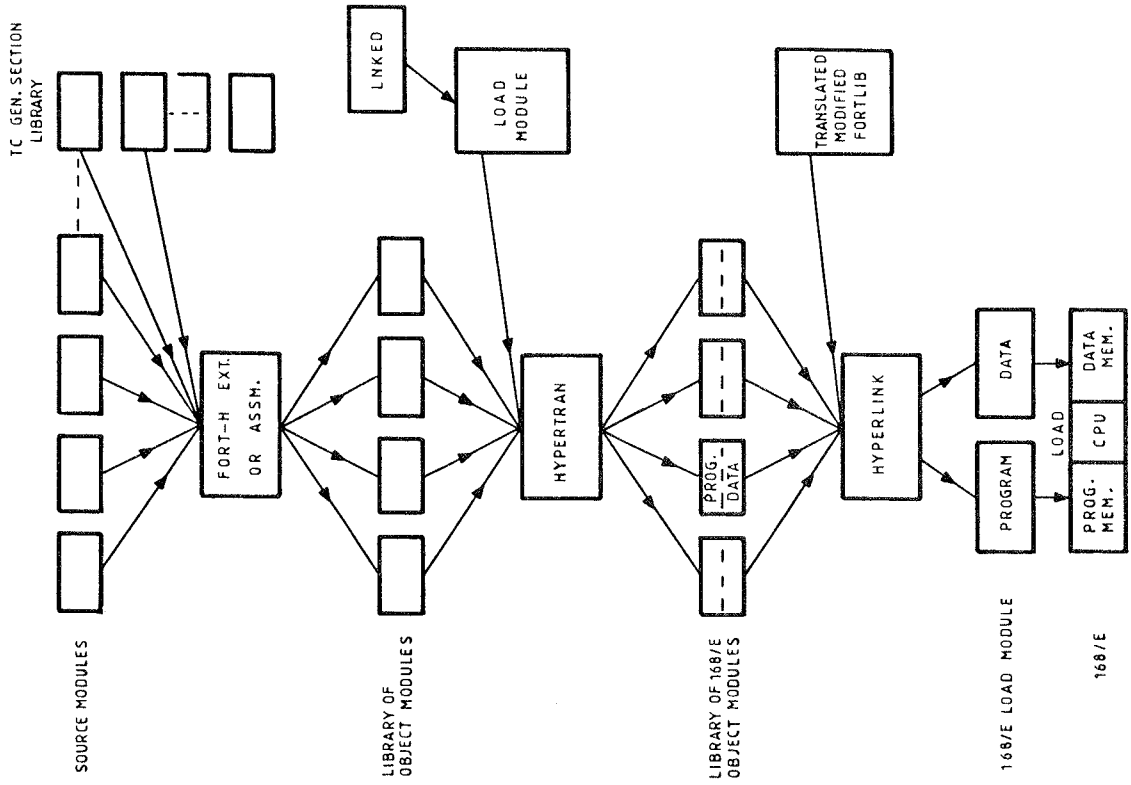 TC GEN. SECTION
LIBRARY
SOURCE MODULES
FORT-H EXT.
OR ASSM.
LNKED
LOAD
MODULE
LIBRARY OF
OBJECT MODULES
HYPERTRAN
TRANSLATED
MODIFIED
FORTLIB
LIBRARY OF 168/E
OBJECT MODULES
PROG.
DATA
HYPERLINK
168/E LOAD MODULE
PROGRAM
DATA
LOAD
168/E
PROG.
MEM.
CPU
DATA
MEM.